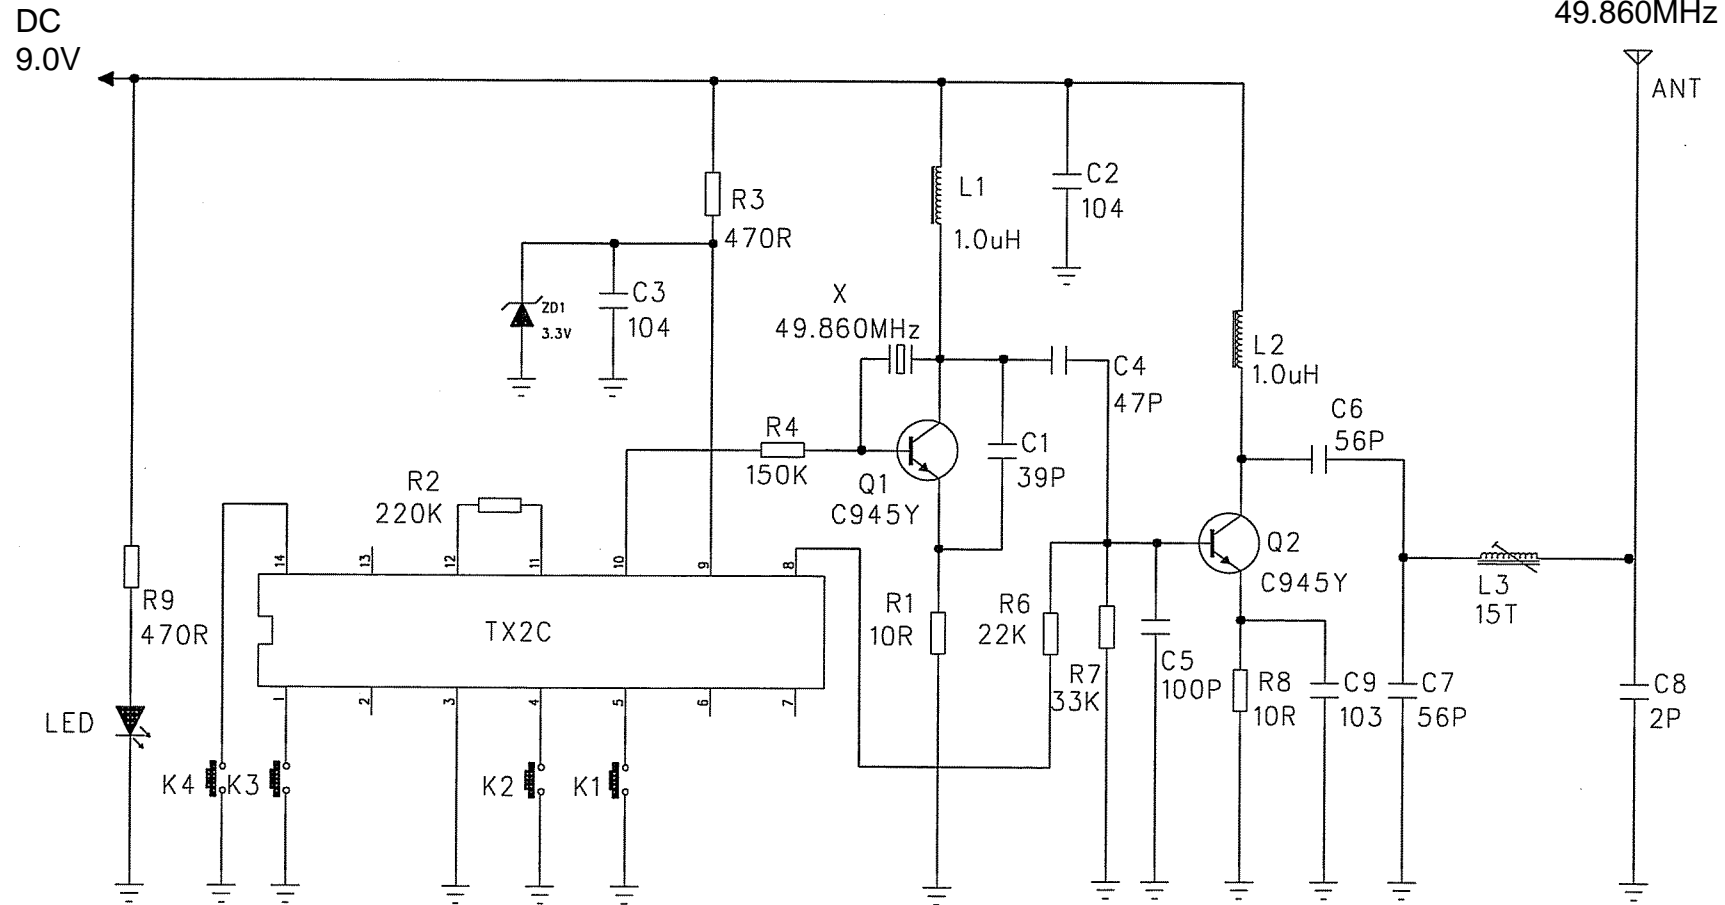 DC
9.0V
49.860MHz
ANT
R3
470R
L1
1.0uH
C2
104
ZD1
3.3V
C3
104
X
49.860MHz
C4
47P
L2
1.0uH
C6
56P
R4
150K
Q1
C945Y
C1
39P
R2
220K
14
13
12
11
10
9
8
TX2C
1
2
3
4
5
6
7
R9
470R
LED
K4
K3
K2
K1
R1
10R
R6
22K
R7
33K
C5
100P
Q2
C945Y
R8
10R
C9
103
C7
56P
L3
15T
C8
2P